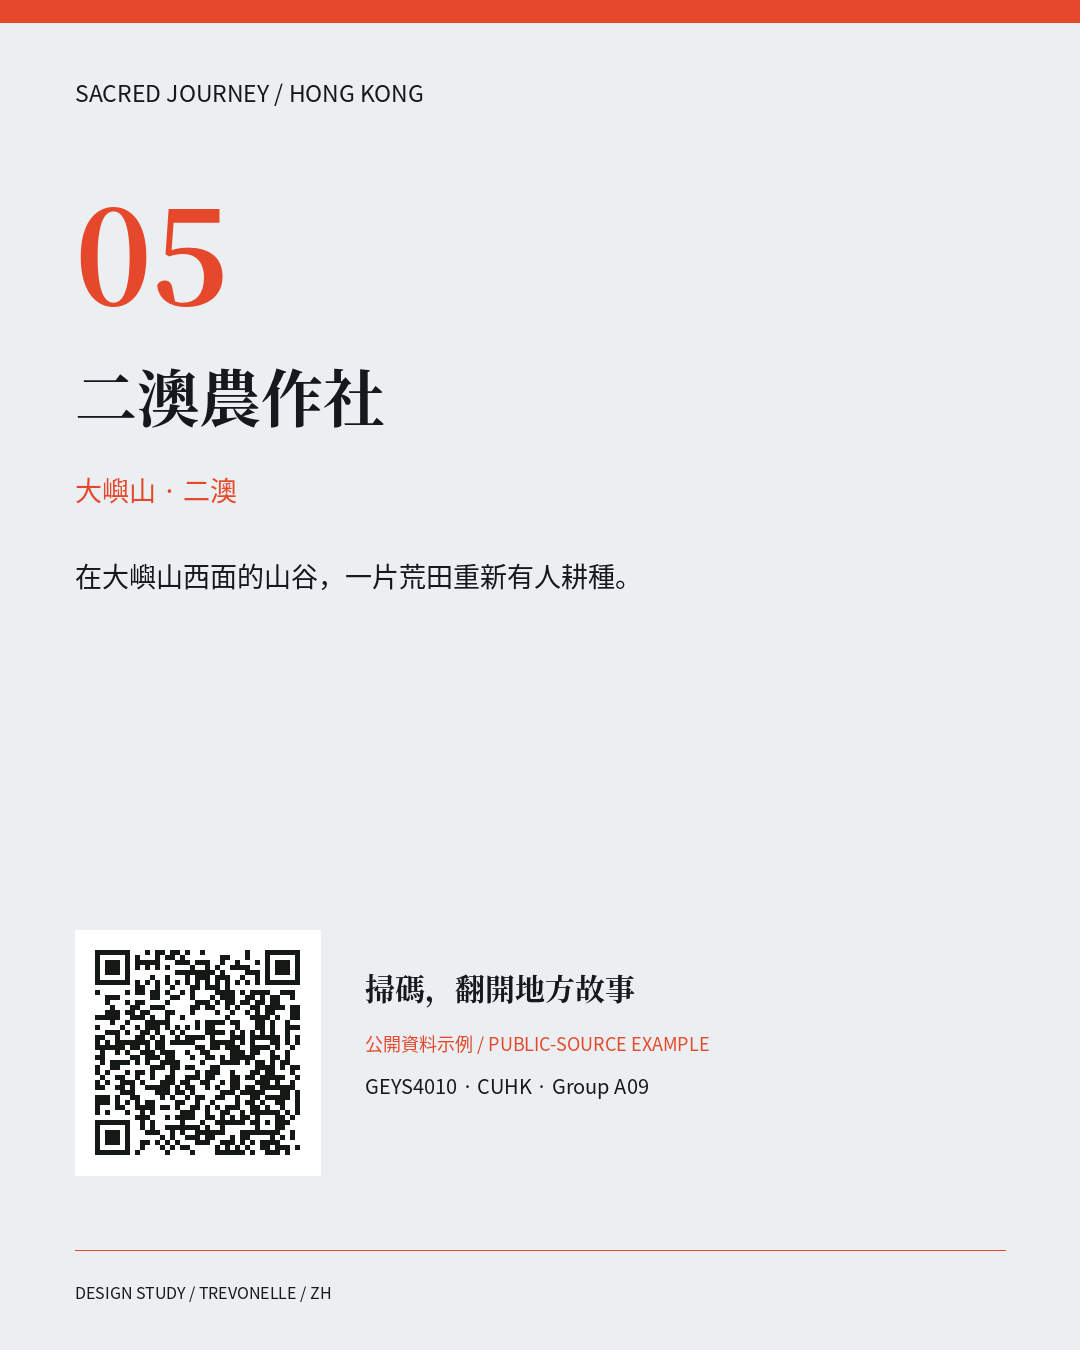 SACRED JOURNEY / HONG KONG
05
二澳農作社
大嶼山 · 二澳
在大嶼山西面的山谷，一片荒田重新有人耕種。
掃碼，翻開地方故事
公開資料示例 / PUBLIC-SOURCE EXAMPLE
GEYS4010 · CUHK · Group A09
DESIGN STUDY / TREVONELLE / ZH